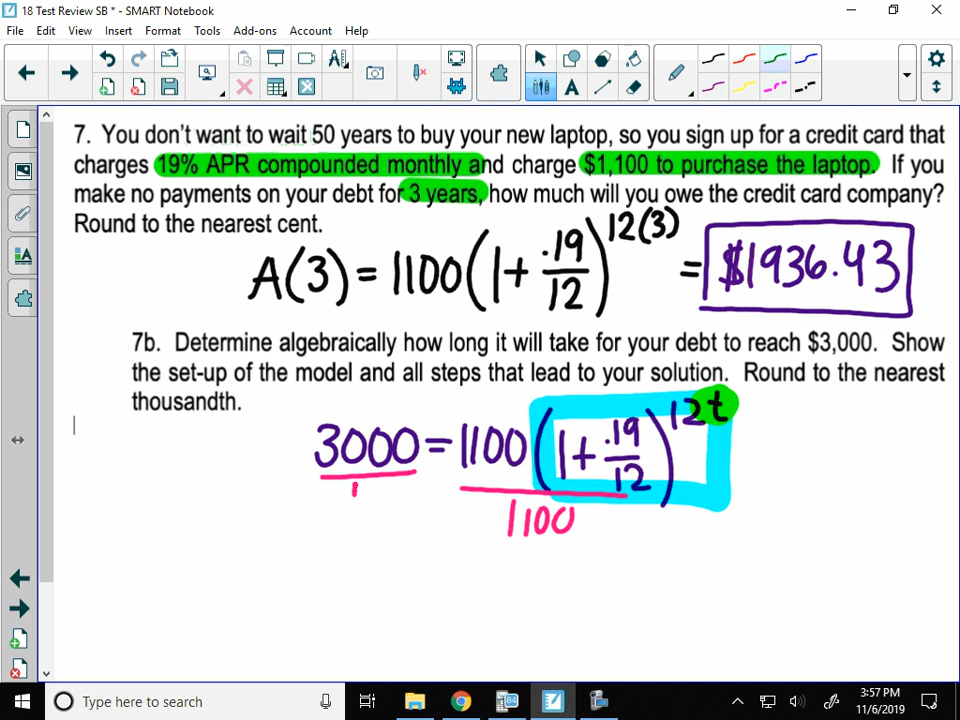 18 Test Review SB * - SMART Notebook
File Edit View Insert Format Tools Add-ons Account Help
7. You don't want to wait 50 years to buy your new laptop, so you sign up for a credit card that
charges 19% APR compounded monthly and charge $1,100 to purchase the laptop. If you
make no payments on your debt for 3 years, how much will you owe the credit card company?
Round to the nearest cent.
A(3) = 1100(1 + .19/12)^12(3) = $1936.43
7b. Determine algebraically how long it will take for your debt to reach $3,000. Show
the set-up of the model and all steps that lead to your solution. Round to the nearest
thousandth.
3000 = 1100(1 + .19/12)^12t
1 1100
Type here to search
3:57 PM
11/6/2019